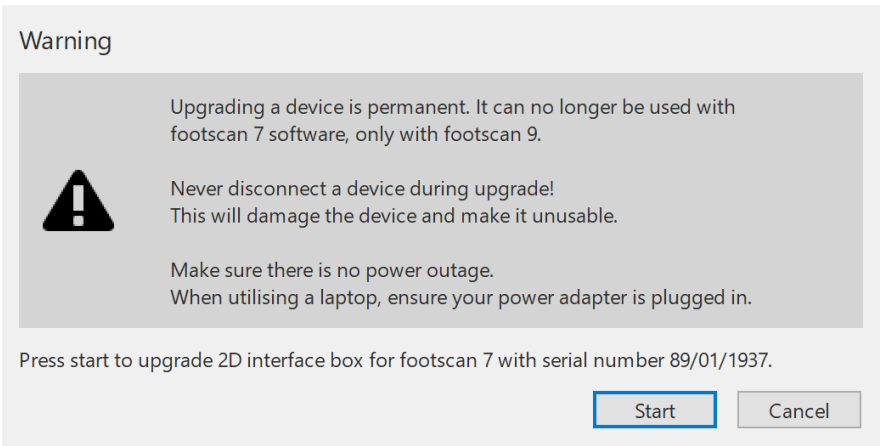 Warning
Upgrading a device is permanent. It can no longer be used with
footscan 7 software, only with footscan 9.
Never disconnect a device during upgrade!
This will damage the device and make it unusable.
Make sure there is no power outage.
When utilising a laptop, ensure your power adapter is plugged in.
Press start to upgrade 2D interface box for footscan 7 with serial number 89/01/1937.
Start
Cancel